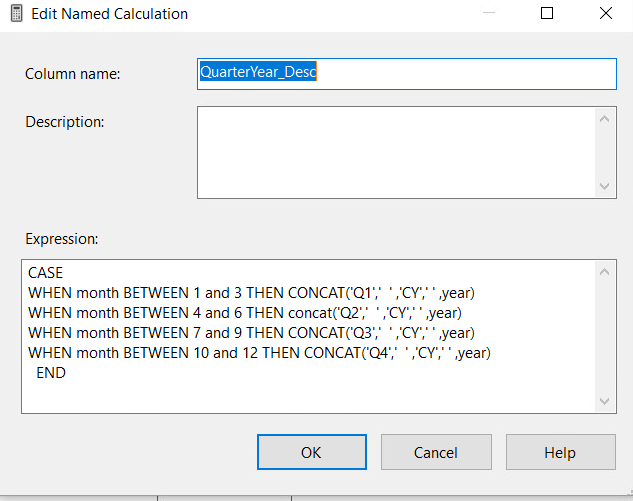 Edit Named Calculation
Column name:
QuarterYear_Desc
Description:
Expression:
CASE
WHEN month BETWEEN 1 and 3 THEN CONCAT('Q1','  ' ,'CY',' ' ,year)
WHEN month BETWEEN 4 and 6 THEN concat('Q2','  ' ,'CY',' ' ,year)
WHEN month BETWEEN 7 and 9 THEN CONCAT('Q3','  ' ,'CY',' ' ,year)
WHEN month BETWEEN 10 and 12 THEN CONCAT('Q4','  ' ,'CY',' ' ,year)
END
OK Cancel Help